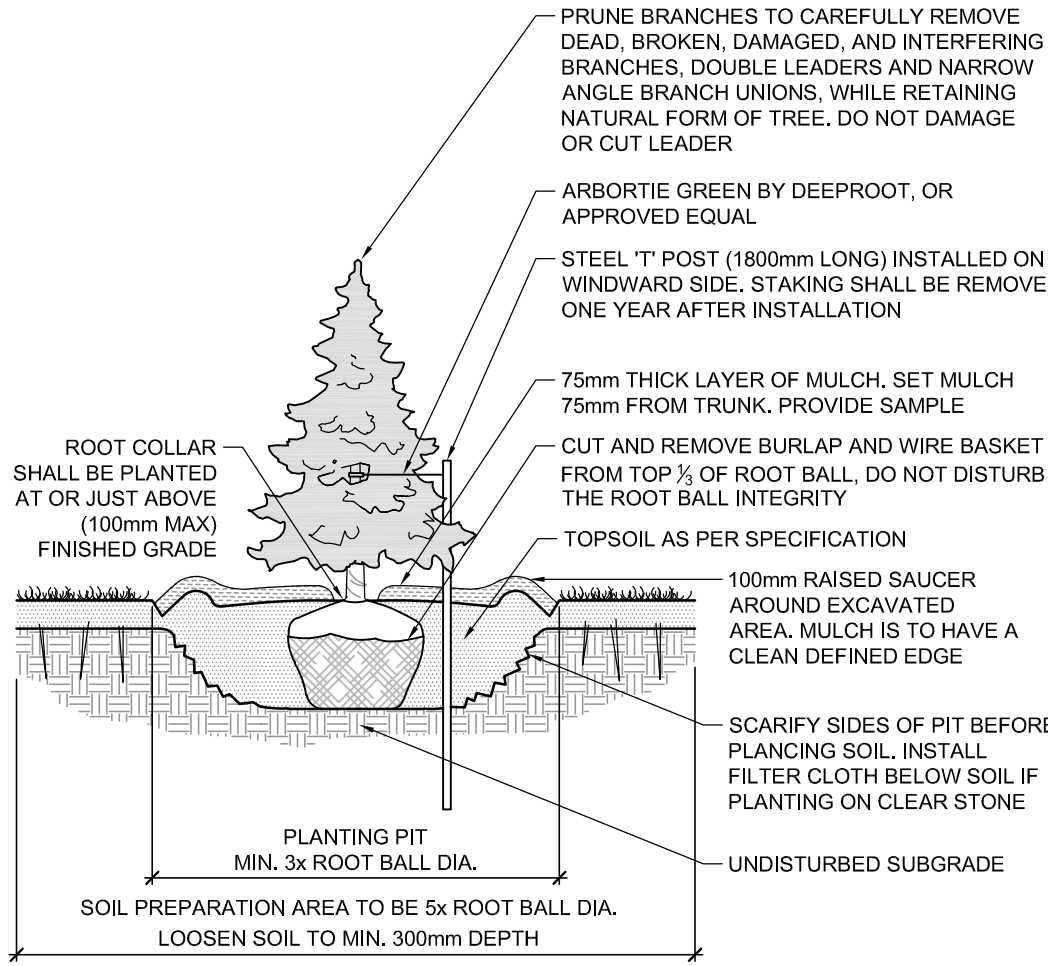 PRUNE BRANCHES TO CAREFULLY REMOVE
DEAD, BROKEN, DAMAGED, AND INTERFERING
BRANCHES, DOUBLE LEADERS AND NARROW
ANGLE BRANCH UNIONS, WHILE RETAINING
NATURAL FORM OF TREE. DO NOT DAMAGE
OR CUT LEADER
ARBORTIE GREEN BY DEEPROOT, OR
APPROVED EQUAL
STEEL 'T' POST (1800mm LONG) INSTALLED ON
WINDWARD SIDE. STAKING SHALL BE REMOVE
ONE YEAR AFTER INSTALLATION
75mm THICK LAYER OF MULCH. SET MULCH
75mm FROM TRUNK. PROVIDE SAMPLE
ROOT COLLAR
SHALL BE PLANTED
AT OR JUST ABOVE
(100mm MAX)
FINISHED GRADE
CUT AND REMOVE BURLAP AND WIRE BASKET
FROM TOP ⅓ OF ROOT BALL, DO NOT DISTURB
THE ROOT BALL INTEGRITY
TOPSOIL AS PER SPECIFICATION
100mm RAISED SAUCER
AROUND EXCAVATED
AREA. MULCH IS TO HAVE A
CLEAN DEFINED EDGE
SCARIFY SIDES OF PIT BEFORE
PLANCING SOIL. INSTALL
FILTER CLOTH BELOW SOIL IF
PLANTING ON CLEAR STONE
UNDISTURBED SUBGRADE
PLANTING PIT
MIN. 3x ROOT BALL DIA.
SOIL PREPARATION AREA TO BE 5x ROOT BALL DIA.
LOOSEN SOIL TO MIN. 300mm DEPTH